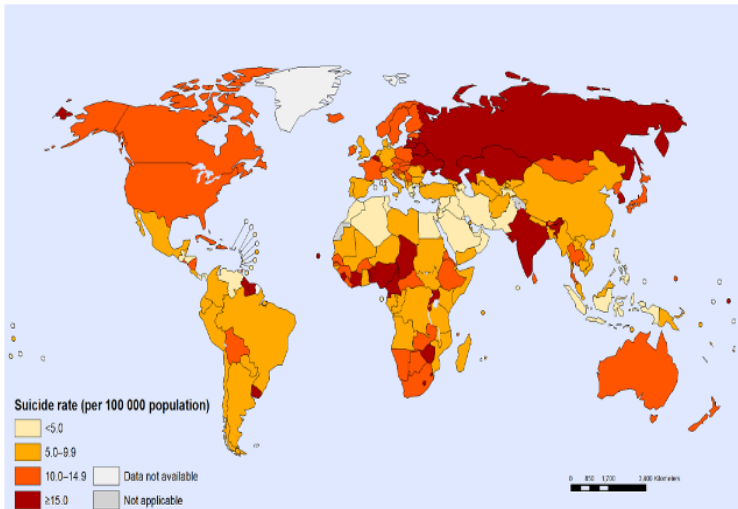 Suicide rate (per 100 000 population)
<5.0
5.0–9.9
10.0–14.9
≥15.0
Data not available
Not applicable
0 850 1,700 3,400 Kilometers